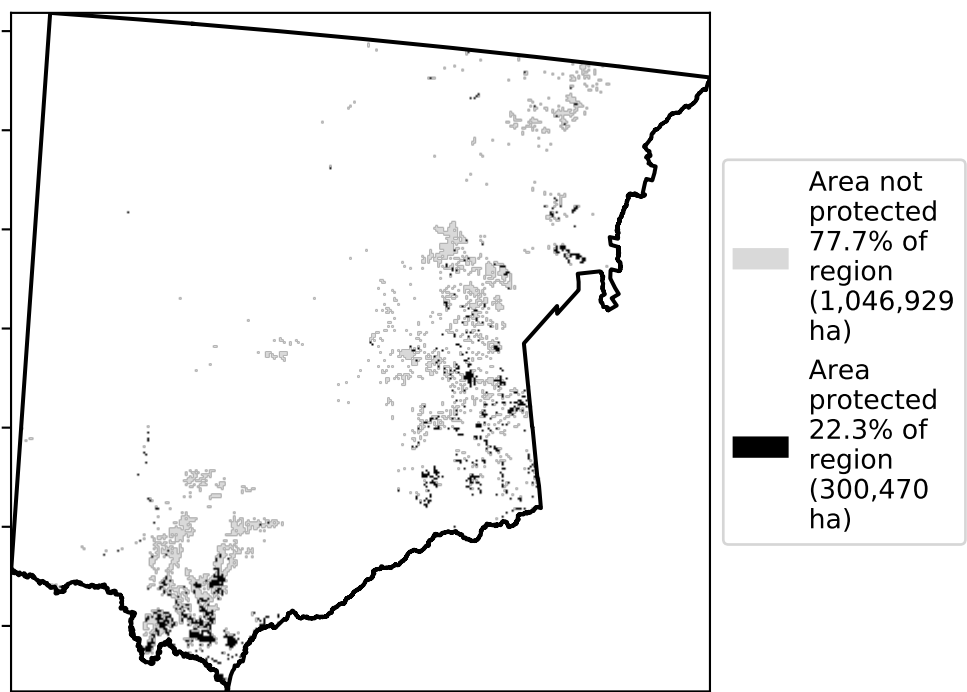 Area not
protected
77.7% of
region
(1,046,929
ha)
Area
protected
22.3% of
region
(300,470
ha)